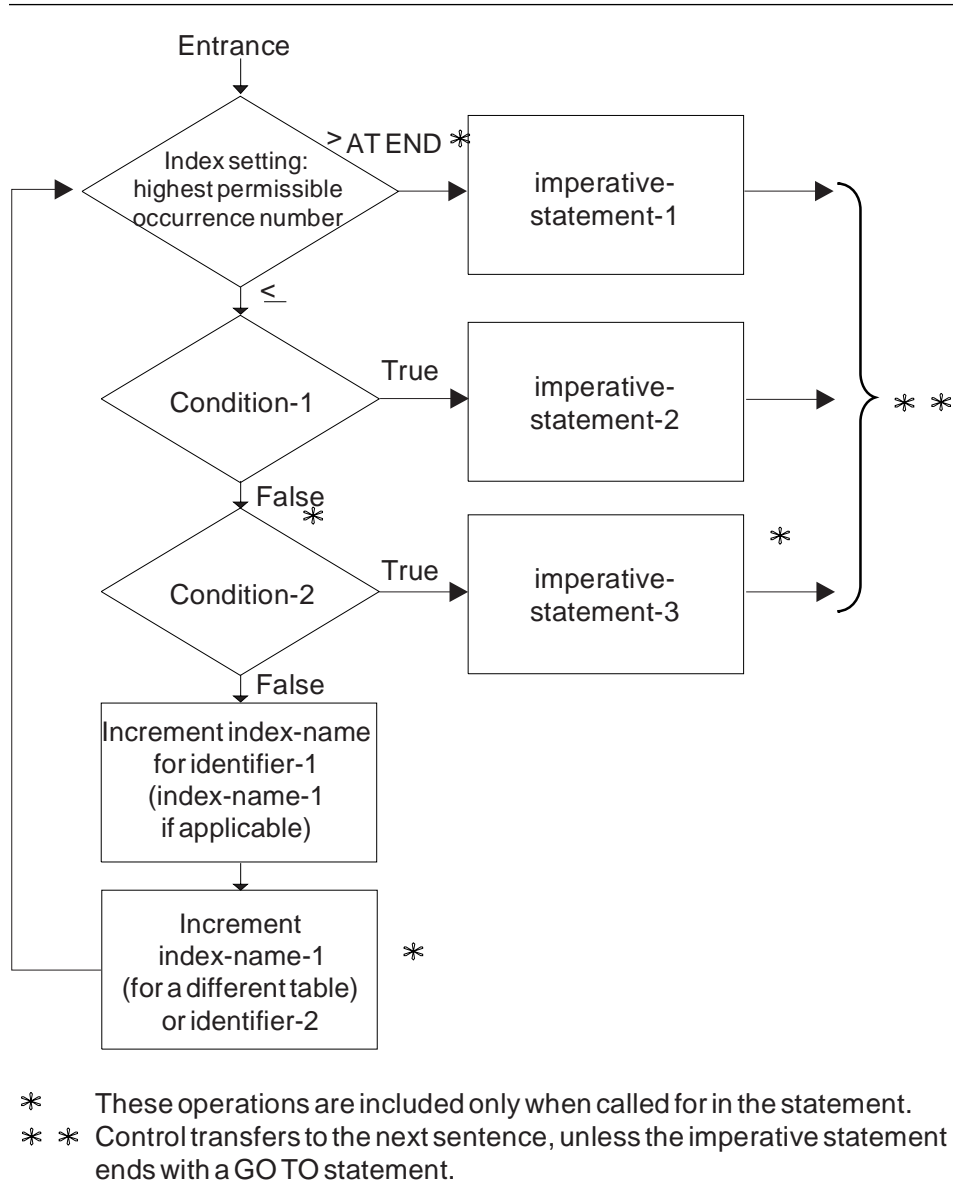 Entrance
> AT END *
Index setting:
highest permissible
occurrence number
imperative-
statement-1
<
Condition-1
True
imperative-
statement-2
* *
False
*
Condition-2
True
imperative-
statement-3
*
False
Increment index-name
for identifier-1
(index-name-1
if applicable)
Increment
index-name-1
(for a different table)
or identifier-2
*
* These operations are included only when called for in the statement.
* * Control transfers to the next sentence, unless the imperative statement
ends with a GO TO statement.